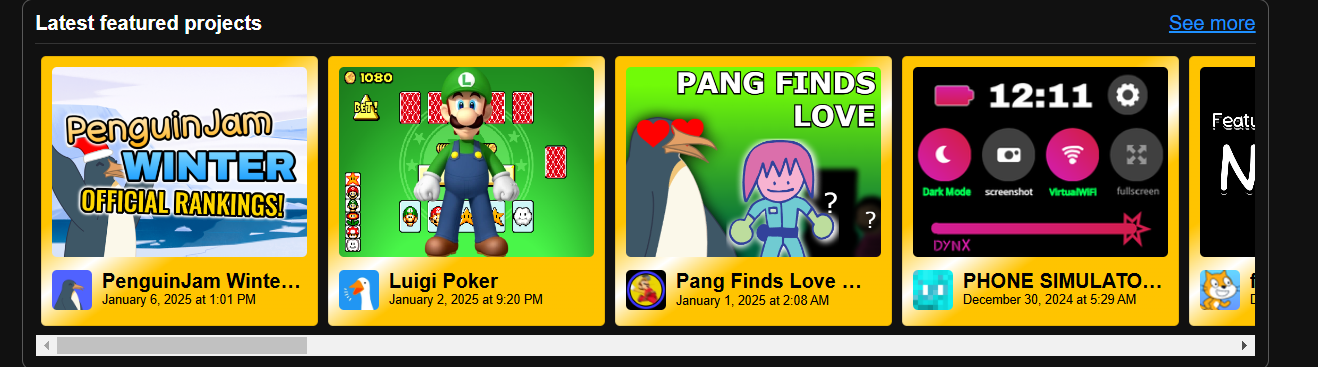 Latest featured projects
See more
PenguinJam
WINTER
OFFICIAL RANKINGS!
PenguinJam Winte...
January 6, 2025 at 1:01 PM
1080
BET!
L
Luigi Poker
January 2, 2025 at 9:20 PM
PANG FINDS
LOVE
?
?
Pang Finds Love ...
January 1, 2025 at 2:08 AM
12:11
Dark Mode
screenshot
VirtualWIFI
fullscreen
DYNX
PHONE SIMULATO...
December 30, 2024 at 5:29 AM
Featu
N
f
D